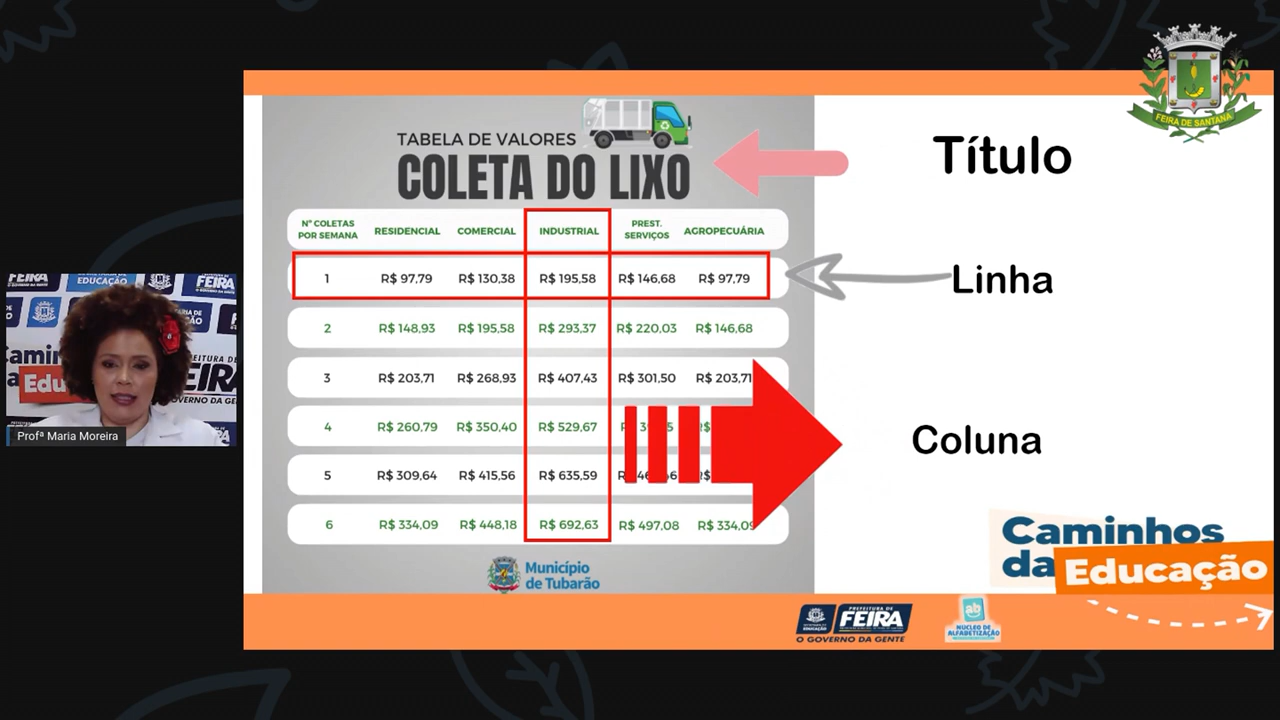 FEIRA DE SANTANA
TABELA DE VALORES
COLETA DO LIXO
Título
Nº COLETAS POR SEMANA RESIDENCIAL COMERCIAL INDUSTRIAL PREST. SERVIÇOS AGROPECUÁRIA
1 R$ 97,79 R$ 130,38 R$ 195,58 R$ 146,68 R$ 97,79
Linha
2 R$ 148,93 R$ 195,58 R$ 293,37 R$ 220,03 R$ 146,68
3 R$ 203,71 R$ 268,93 R$ 407,43 R$ 301,50 R$ 203,71
4 R$ 260,79 R$ 350,40 R$ 529,67
Coluna
5 R$ 309,64 R$ 415,56 R$ 635,59
6 R$ 334,09 R$ 448,18 R$ 692,63 R$ 497,08 R$ 334,09
Município
de Tubarão
Caminhos
da Educação
PREFEITURA DE
FEIRA
O GOVERNO DA GENTE
NÚCLEO DE
ALFABETIZAÇÃO
FEIRA
EDUCAÇÃO
FEIRA
Edu
GOVERNO DA GENTE
Profª Maria Moreira